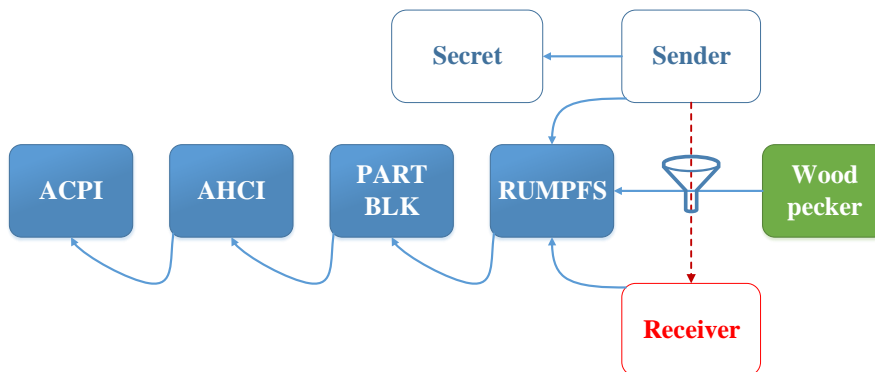 Secret
Sender
ACPI
AHCI
PART
BLK
RUMPFS
Wood
pecker
Receiver